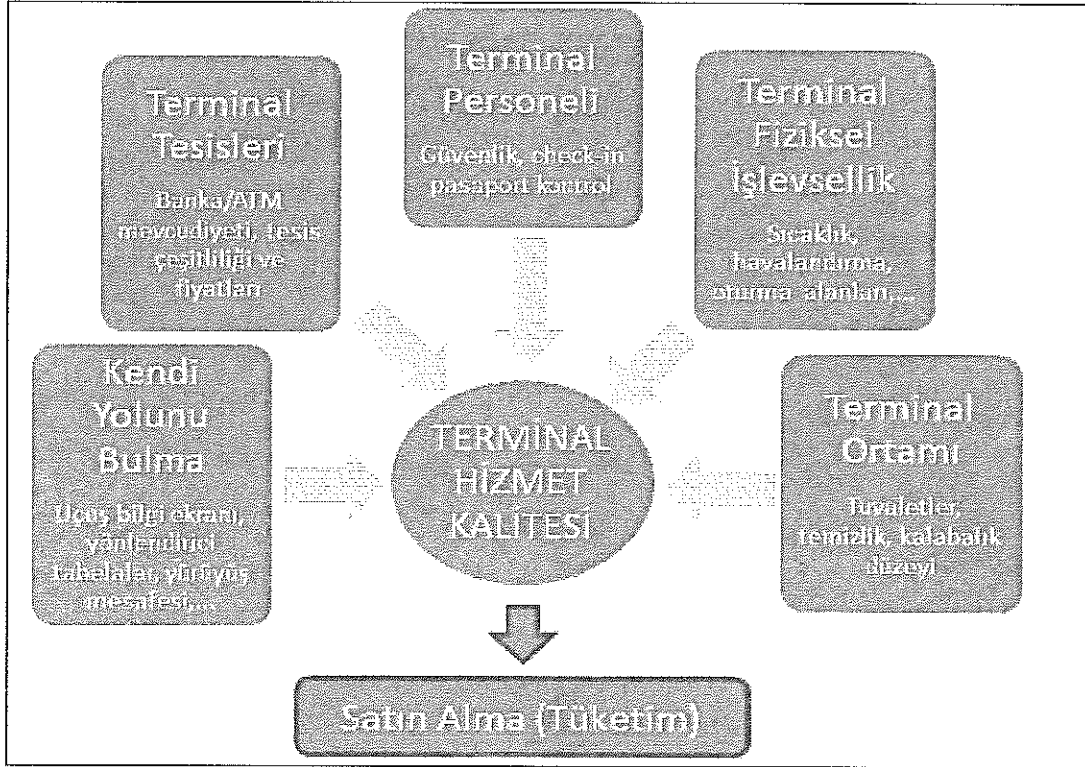 Terminal
Tesisleri
Banka/ATM
mevcudiyeti, tesis
çeşitliliği ve
fiyatları
Terminal
Personeli
Güvenlik, check-in
pasaport kontrol
Terminal
Fiziksel
İşlevsellik
Sıcaklık,
havalandırma,
oturma alanları,...
Kendi
Yolunu
Bulma
Uçuş bilgi ekranı,
yönlendirici
tabelalar, yürüyüş
mesafesi,...
TERMİNAL
HİZMET
KALİTESİ
Terminal
Ortamı
Tuvaletler,
temizlik, kalabalık
düzeyi
Satın Alma (Tüketim)